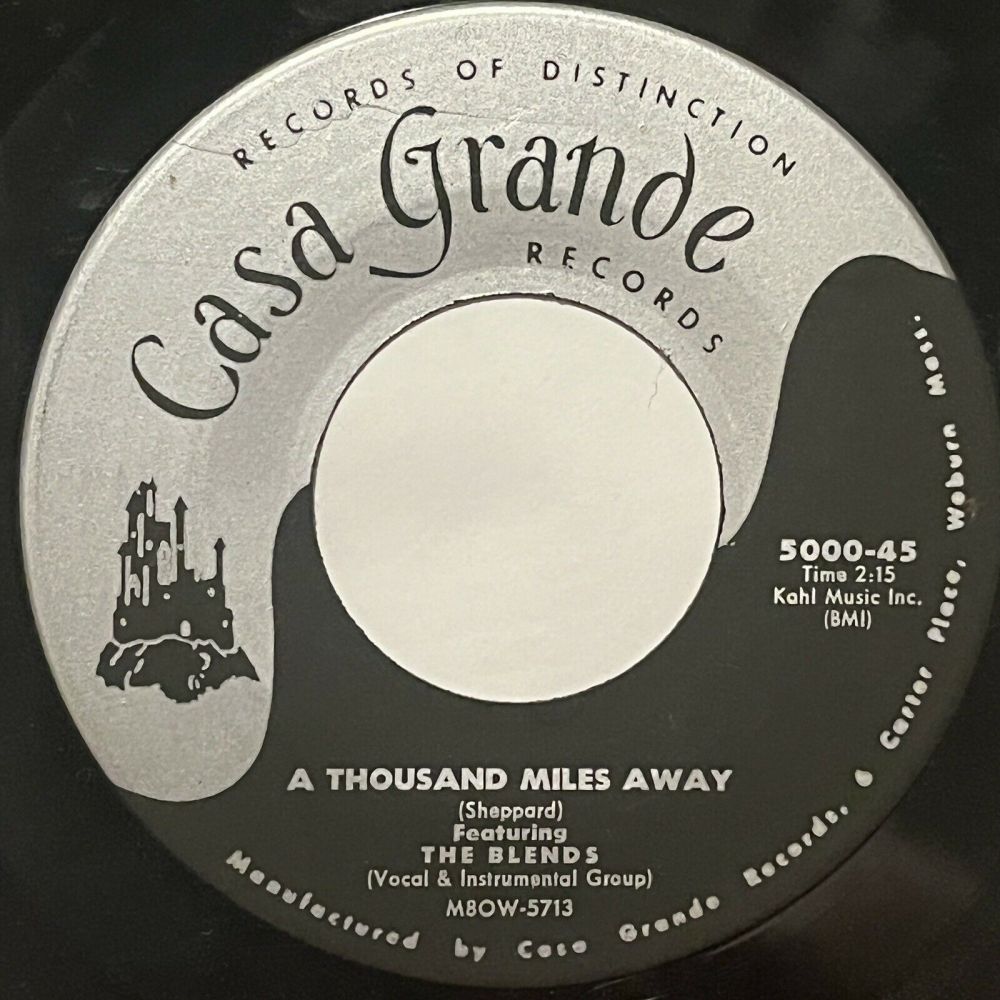 RECORDS OF DISTINCTION
Casa Grande
RECORDS
5000-45
Time 2:15
Kahl Music Inc.
(BMI)
A THOUSAND MILES AWAY
(Sheppard)
Featuring
THE BLENDS
(Vocal & Instrumental Group)
M8OW-5713
Manufactured by Casa Grande Records, 6 Carter Place, Woburn Mass.